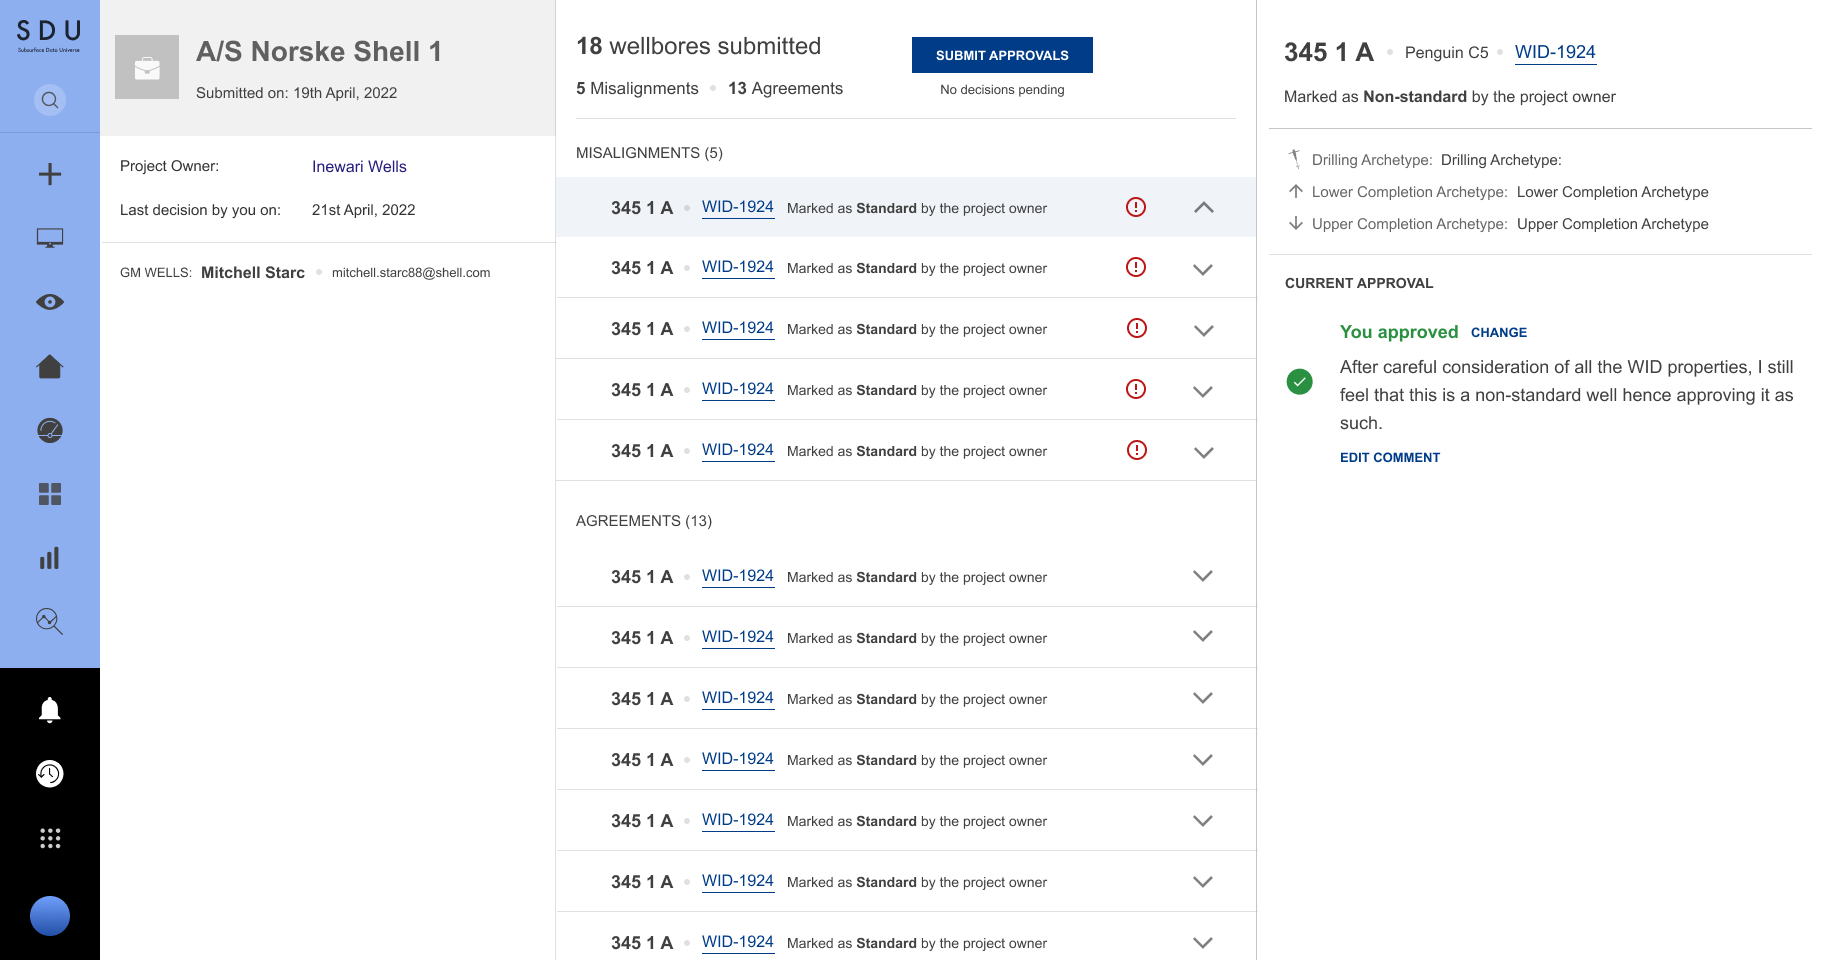 SDU
Subsurface Data Universe
A/S Norske Shell 1
Submitted on: 19th April, 2022
Project Owner: Inewari Wells
Last decision by you on: 21st April, 2022
GM WELLS: Mitchell Starc mitchell.starc88@shell.com
18 wellbores submitted
5 Misalignments 13 Agreements
SUBMIT APPROVALS
No decisions pending
MISALIGNMENTS (5)
345 1 A WID-1924 Marked as Standard by the project owner
345 1 A WID-1924 Marked as Standard by the project owner
345 1 A WID-1924 Marked as Standard by the project owner
345 1 A WID-1924 Marked as Standard by the project owner
345 1 A WID-1924 Marked as Standard by the project owner
AGREEMENTS (13)
345 1 A WID-1924 Marked as Standard by the project owner
345 1 A WID-1924 Marked as Standard by the project owner
345 1 A WID-1924 Marked as Standard by the project owner
345 1 A WID-1924 Marked as Standard by the project owner
345 1 A WID-1924 Marked as Standard by the project owner
345 1 A WID-1924 Marked as Standard by the project owner
345 1 A WID-1924 Marked as Standard by the project owner
345 1 A Penguin C5 WID-1924
Marked as Non-standard by the project owner
Drilling Archetype: Drilling Archetype:
Lower Completion Archetype: Lower Completion Archetype
Upper Completion Archetype: Upper Completion Archetype
CURRENT APPROVAL
You approved CHANGE
After careful consideration of all the WID properties, I still
feel that this is a non-standard well hence approving it as
such.
EDIT COMMENT